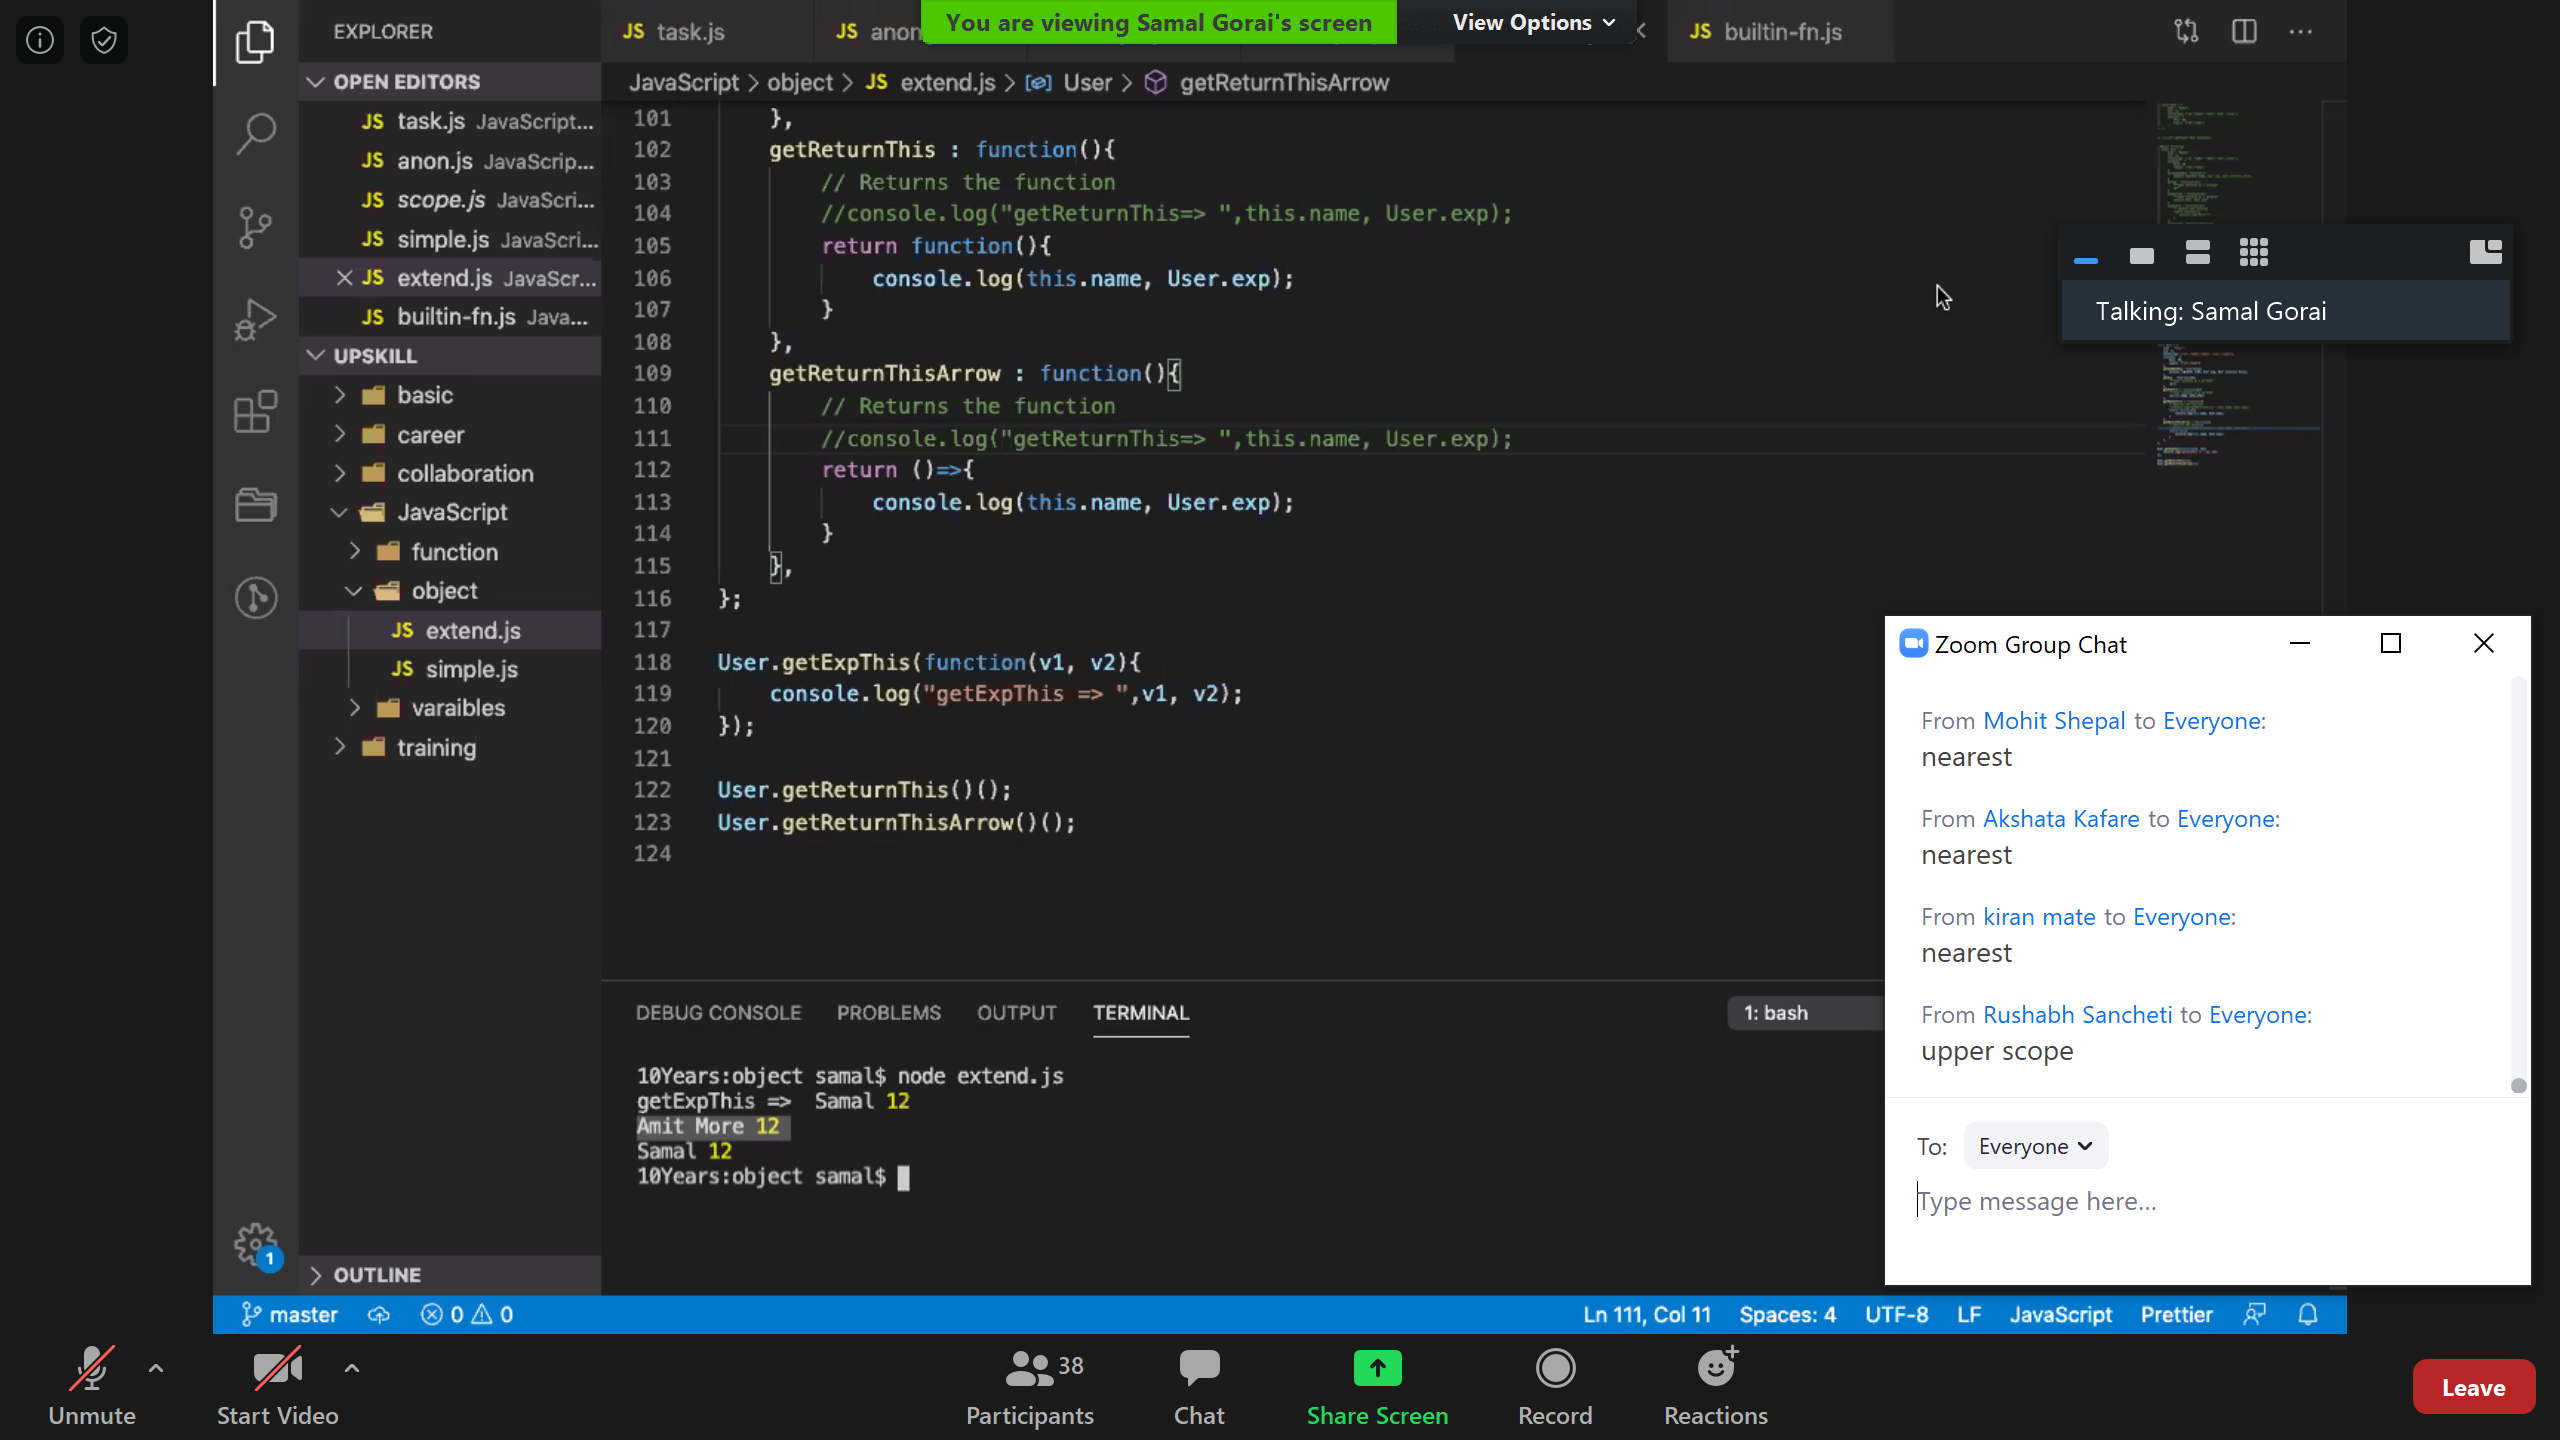 You are viewing Samal Gorai's screen
View Options
EXPLORER
OPEN EDITORS
JS task.js JavaScript...
JS anon.js JavaScrip...
JS scope.js JavaScri...
JS simple.js JavaScri...
JS extend.js JavaScr...
JS builtin-fn.js Java...
UPSKILL
basic
career
collaboration
JavaScript
function
object
JS extend.js
JS simple.js
varaibles
training
OUTLINE
JS task.js
JS anon
JS builtin-fn.js
JavaScript > object > JS extend.js > User > getReturnThisArrow
101 },
102 getReturnThis : function(){
103 // Returns the function
104 //console.log("getReturnThis=> ",this.name, User.exp);
105 return function(){
106 console.log(this.name, User.exp);
107 }
108 },
109 getReturnThisArrow : function(){
110 // Returns the function
111 //console.log("getReturnThis=> ",this.name, User.exp);
112 return ()=>{
113 console.log(this.name, User.exp);
114 }
115 },
116 };
117
118 User.getExpThis(function(v1, v2){
119 console.log("getExpThis => ",v1, v2);
120 });
121
122 User.getReturnThis()();
123 User.getReturnThisArrow()();
124
DEBUG CONSOLE PROBLEMS OUTPUT TERMINAL
1: bash
10Years:object samal$ node extend.js
getExpThis => Samal 12
Amit More 12
Samal 12
10Years:object samal$
Talking: Samal Gorai
Zoom Group Chat
From Mohit Shepal to Everyone:
nearest
From Akshata Kafare to Everyone:
nearest
From kiran mate to Everyone:
nearest
From Rushabh Sancheti to Everyone:
upper scope
To: Everyone
Type message here...
1
master 0 0
Ln 111, Col 11 Spaces: 4 UTF-8 LF JavaScript Prettier
Unmute
Start Video
38
Participants
Chat
Share Screen
Record
Reactions
Leave